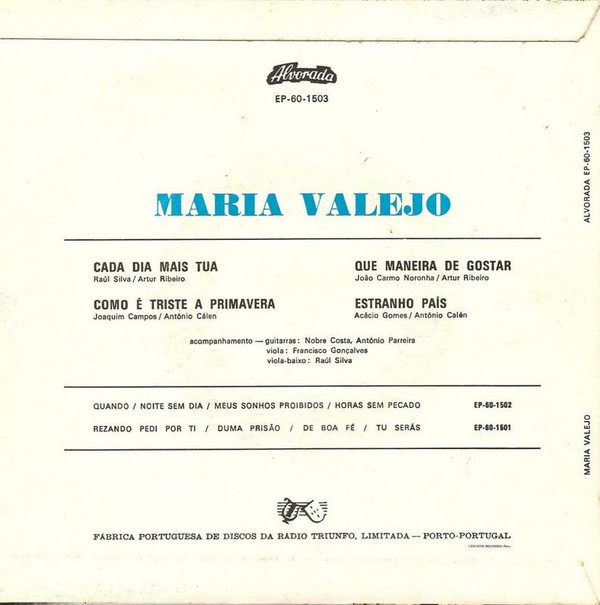 Alvorada
EP-60-1503
MARIA VALEJO
CADA DIA MAIS TUA
Raúl Silva / Artur Ribeiro
COMO É TRISTE A PRIMAVERA
Joaquim Campos / António Cálen
QUE MANEIRA DE GOSTAR
João Carmo Noronha / Artur Ribeiro
ESTRANHO PAÍS
Acácio Gomes / António Calén
acompanhamento — guitarras: Nobre Costa, António Parreira
viola: Francisco Gonçalves
viola-baixo: Raúl Silva
QUANDO / NOITE SEM DIA / MEUS SONHOS PROIBIDOS / HORAS SEM PECADO EP-60-1502
REZANDO PEDI POR TI / DUMA PRISÃO / DE BOA FÉ / TU SERÁS EP-60-1501
FÁBRICA PORTUGUESA DE DISCOS DA RÁDIO TRIUNFO, LIMITADA — PORTO-PORTUGAL
ALVORADA EP-60-1503
MARIA VALEJO